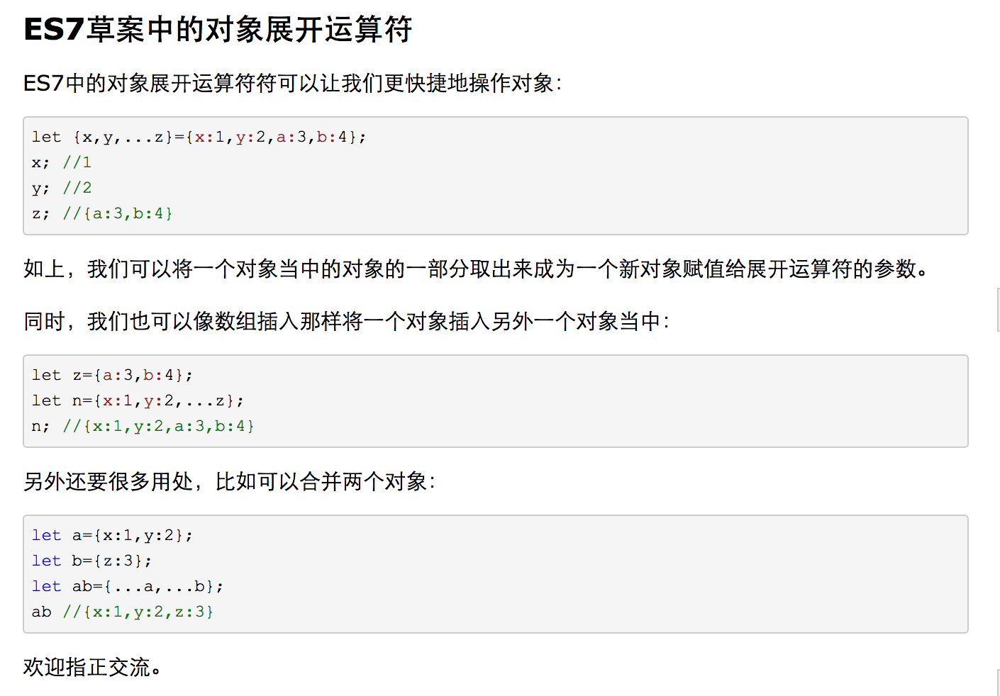 ES7草案中的对象展开运算符
ES7中的对象展开运算符符可以让我们更快捷地操作对象：
let {x,y,...z}={x:1,y:2,a:3,b:4};
x; //1
y; //2
z; //{a:3,b:4}
如上，我们可以将一个对象当中的对象的一部分取出来成为一个新对象赋值给展开运算符的参数。
同时，我们也可以像数组插入那样将一个对象插入另外一个对象当中：
let z={a:3,b:4};
let n={x:1,y:2,...z};
n; //{x:1,y:2,a:3,b:4}
另外还要很多用处，比如可以合并两个对象：
let a={x:1,y:2};
let b={z:3};
let ab={...a,...b};
ab //{x:1,y:2,z:3}
欢迎指正交流。